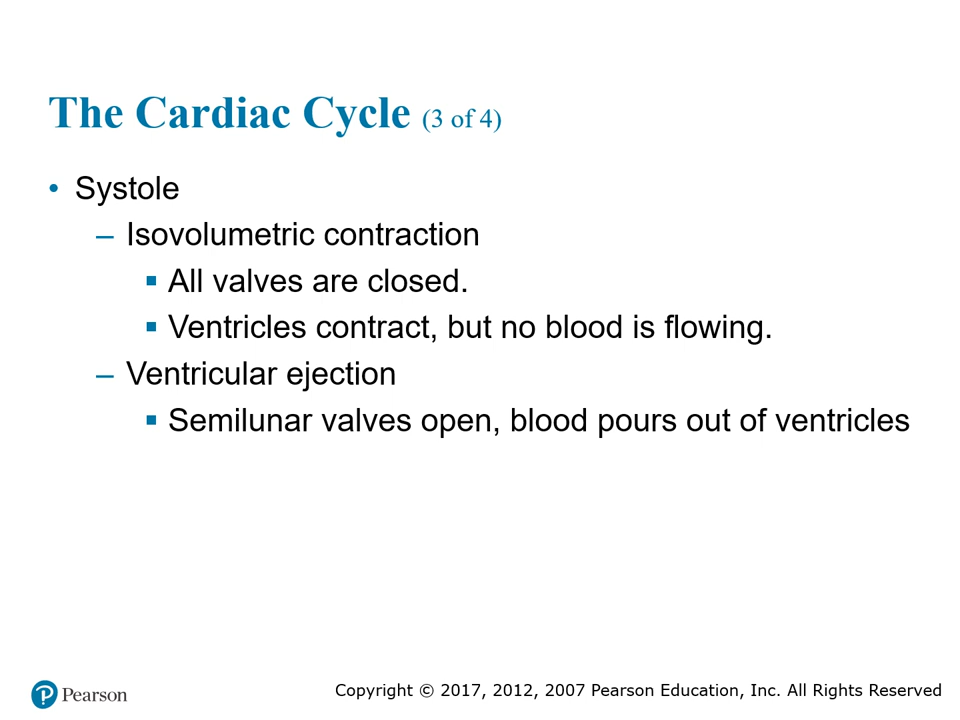 The Cardiac Cycle (3 of 4)
• Systole
– Isovolumetric contraction
▪ All valves are closed.
▪ Ventricles contract, but no blood is flowing.
– Ventricular ejection
▪ Semilunar valves open, blood pours out of ventricles
Pearson
Copyright © 2017, 2012, 2007 Pearson Education, Inc. All Rights Reserved